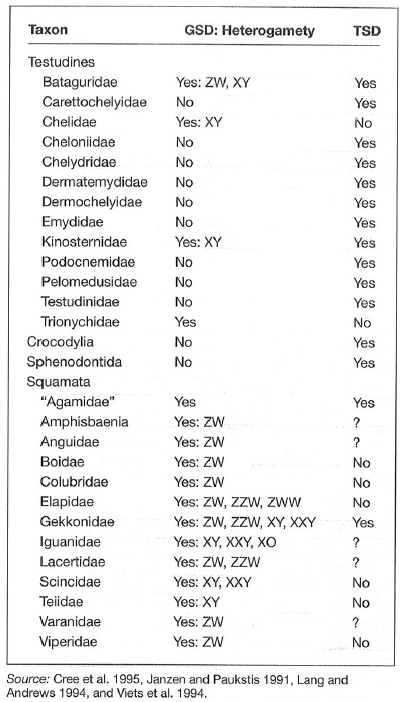 Taxon GSD: Heterogamety TSD
Testudines
Bataguridae Yes: ZW, XY Yes
Carettochelyidae No Yes
Chelidae Yes: XY No
Cheloniidae No Yes
Chelydridae No Yes
Dermatemydidae No Yes
Dermochelyidae No Yes
Emydidae No Yes
Kinosternidae Yes: XY Yes
Podocnemidae No Yes
Pelomedusidae No Yes
Testudinidae No Yes
Trionychidae Yes No
Crocodylia No Yes
Sphenodontida No Yes
Squamata
“Agamidae” Yes Yes
Amphisbaenia Yes: ZW ?
Anguidae Yes: ZW ?
Boidae Yes: ZW No
Colubridae Yes: ZW No
Elapidae Yes: ZW, ZZW, ZWW No
Gekkonidae Yes: ZW, ZZW, XY, XXY Yes
Iguanidae Yes: XY, XXY, XO ?
Lacertidae Yes: ZW, ZZW ?
Scincidae Yes: XY, XXY No
Teiidae Yes: XY No
Varanidae Yes: ZW ?
Viperidae Yes: ZW No
Source: Cree et al. 1995, Janzen and Paukstis 1991, Lang and
Andrews 1994, and Viets et al. 1994.